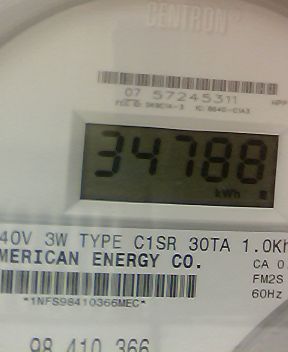 CENTRON
07 57245311
34788
kWh
40V 3W TYPE C1SR 30TA 1.0Kh
MERICAN ENERGY CO.
CA 0.
FM2S
60Hz
*1NFS98410366MEC*
98 410 366